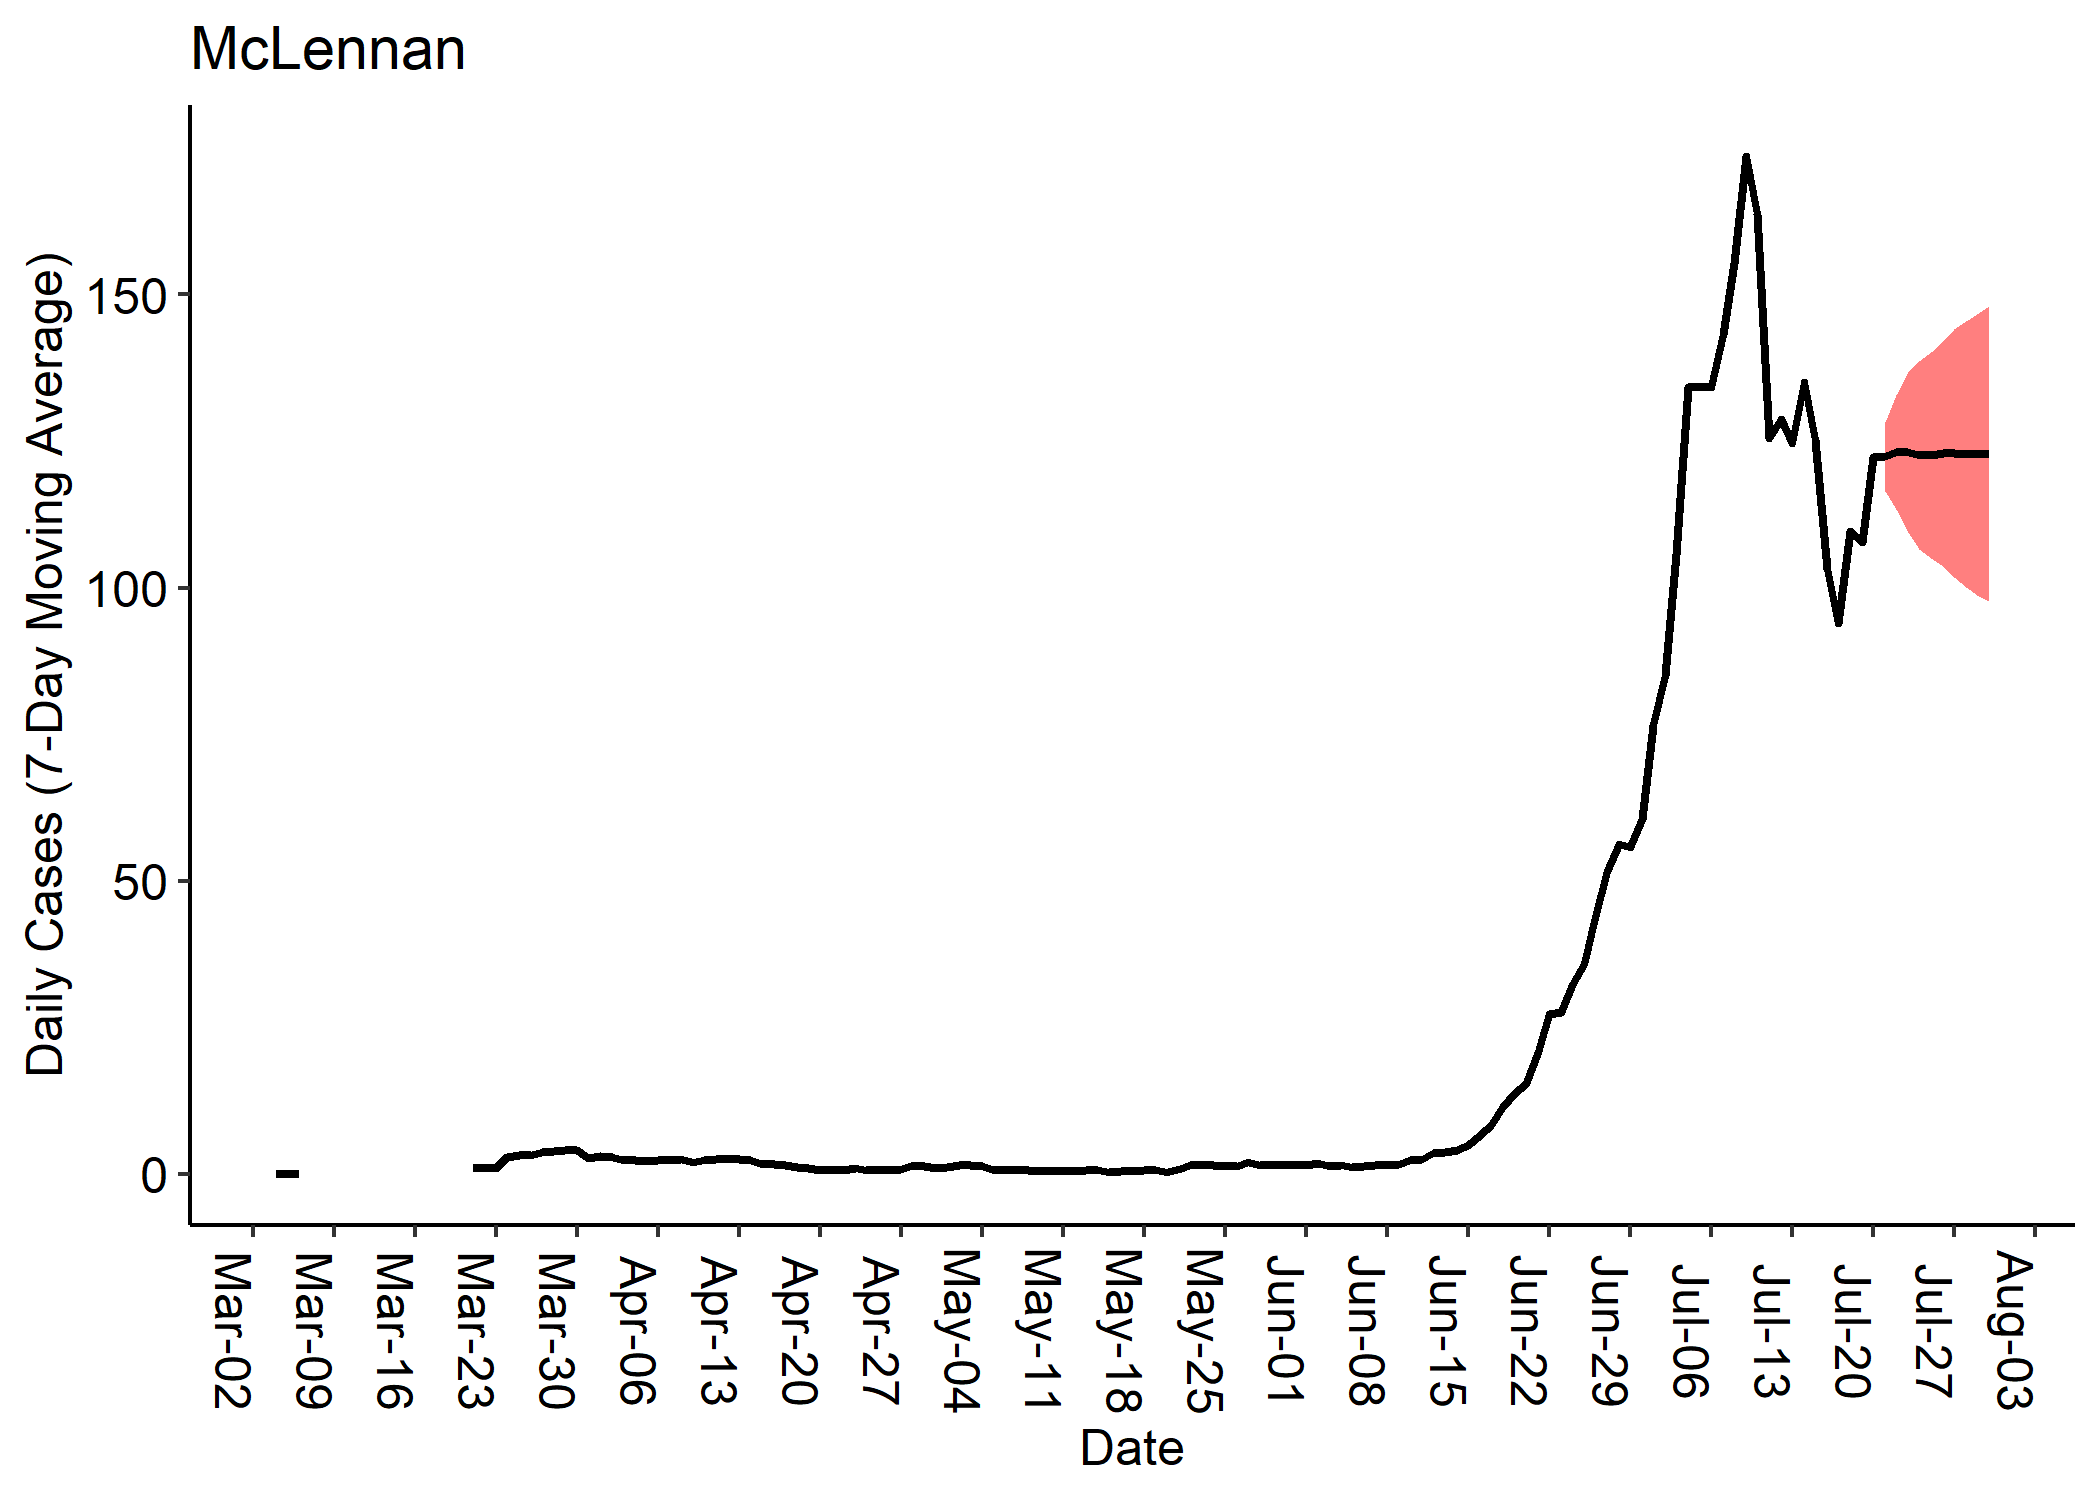 McLennan
Daily Cases (7-Day Moving Average)
150
100
50
0
Mar-02
Mar-09
Mar-16
Mar-23
Mar-30
Apr-06
Apr-13
Apr-20
Apr-27
May-04
May-11
May-18
May-25
Jun-01
Jun-08
Jun-15
Jun-22
Jun-29
Jul-06
Jul-13
Jul-20
Jul-27
Aug-03
Date